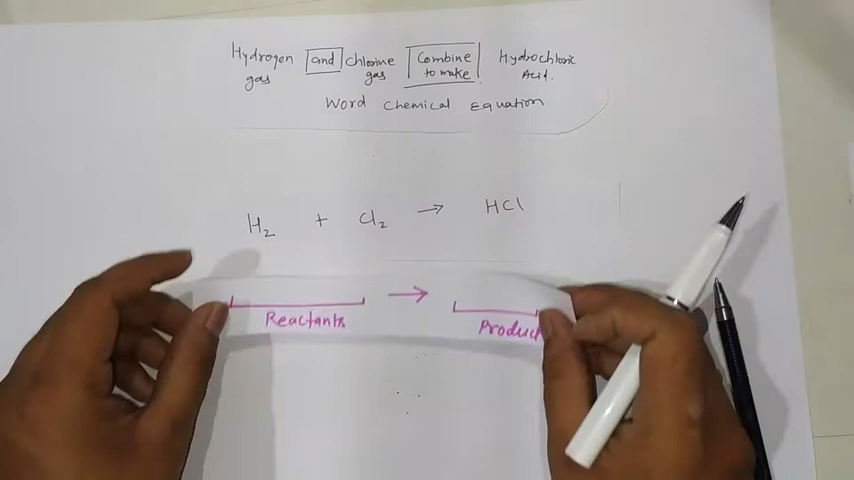 Hydrogen and chlorine Combine Hydrochloric
gas gas to make Acid.
Word Chemical Equation
H₂ + Cl₂ → HCl
→
Reactants Product